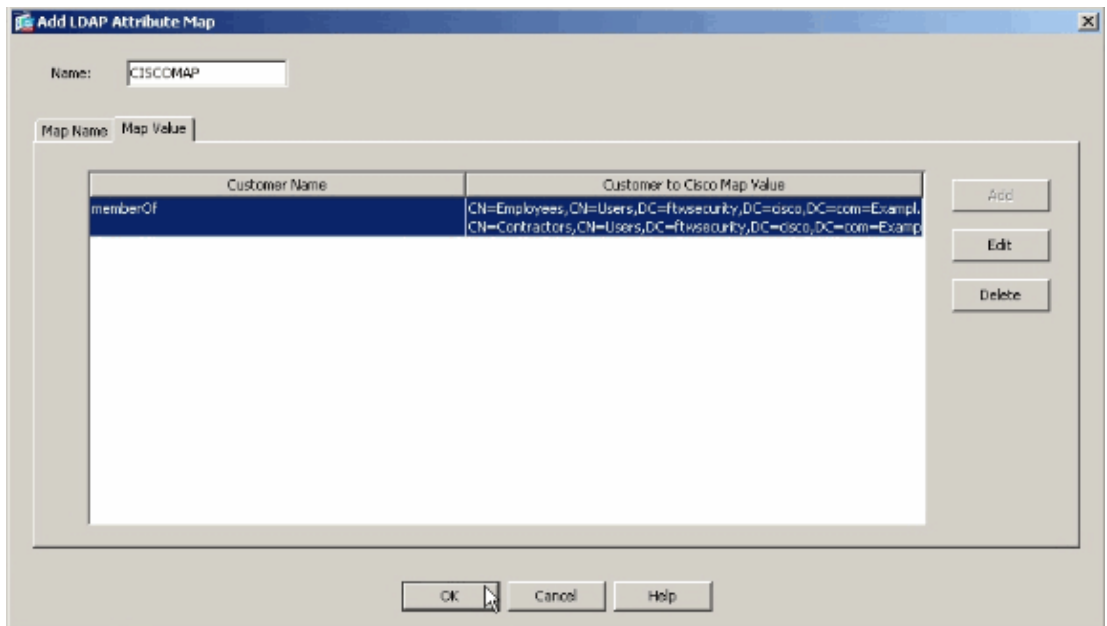 Add LDAP Attribute Map
Name: CISCOMAP
Map Name Map Value
Customer Name Customer to Cisco Map Value
memberOf CN=Employees,CN=Users,DC=ftwsecurity,DC=cisco,DC=com=Exampl.
CN=Contractors,CN=Users,DC=ftwsecurity,DC=cisco,DC=com=Examp
Add
Edit
Delete
OK Cancel Help